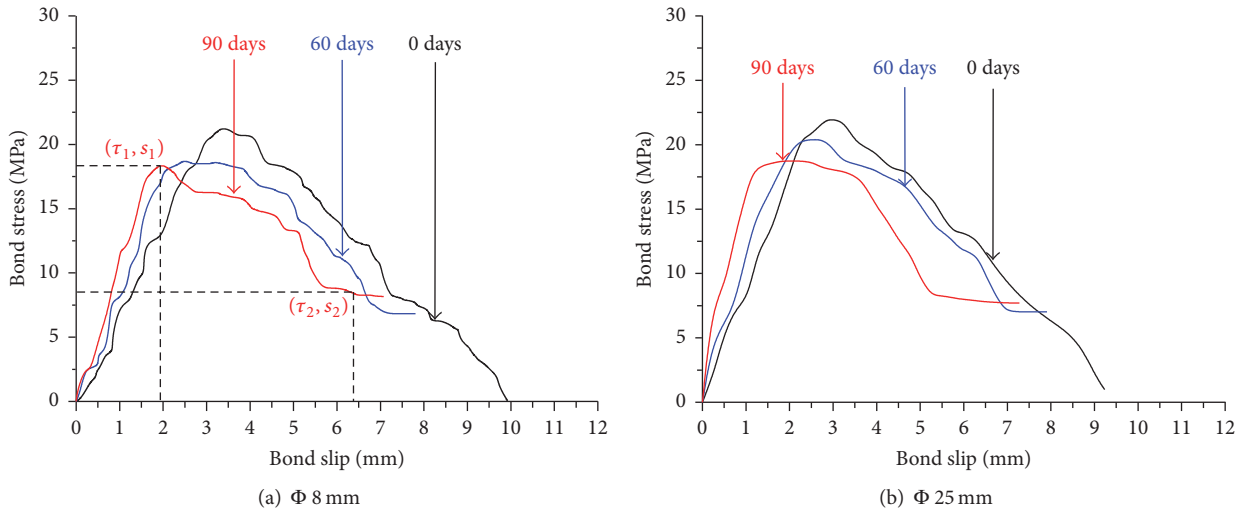 30
25
20
15
10
5
0
Bond stress (MPa)
90 days
60 days
0 days
(τ₁, s₁)
(τ₂, s₂)
0 1 2 3 4 5 6 7 8 9 10 11 12
Bond slip (mm)
(a) Φ 8 mm
30
25
20
15
10
5
0
Bond stress (MPa)
90 days
60 days
0 days
0 1 2 3 4 5 6 7 8 9 10 11 12
Bond slip (mm)
(b) Φ 25 mm